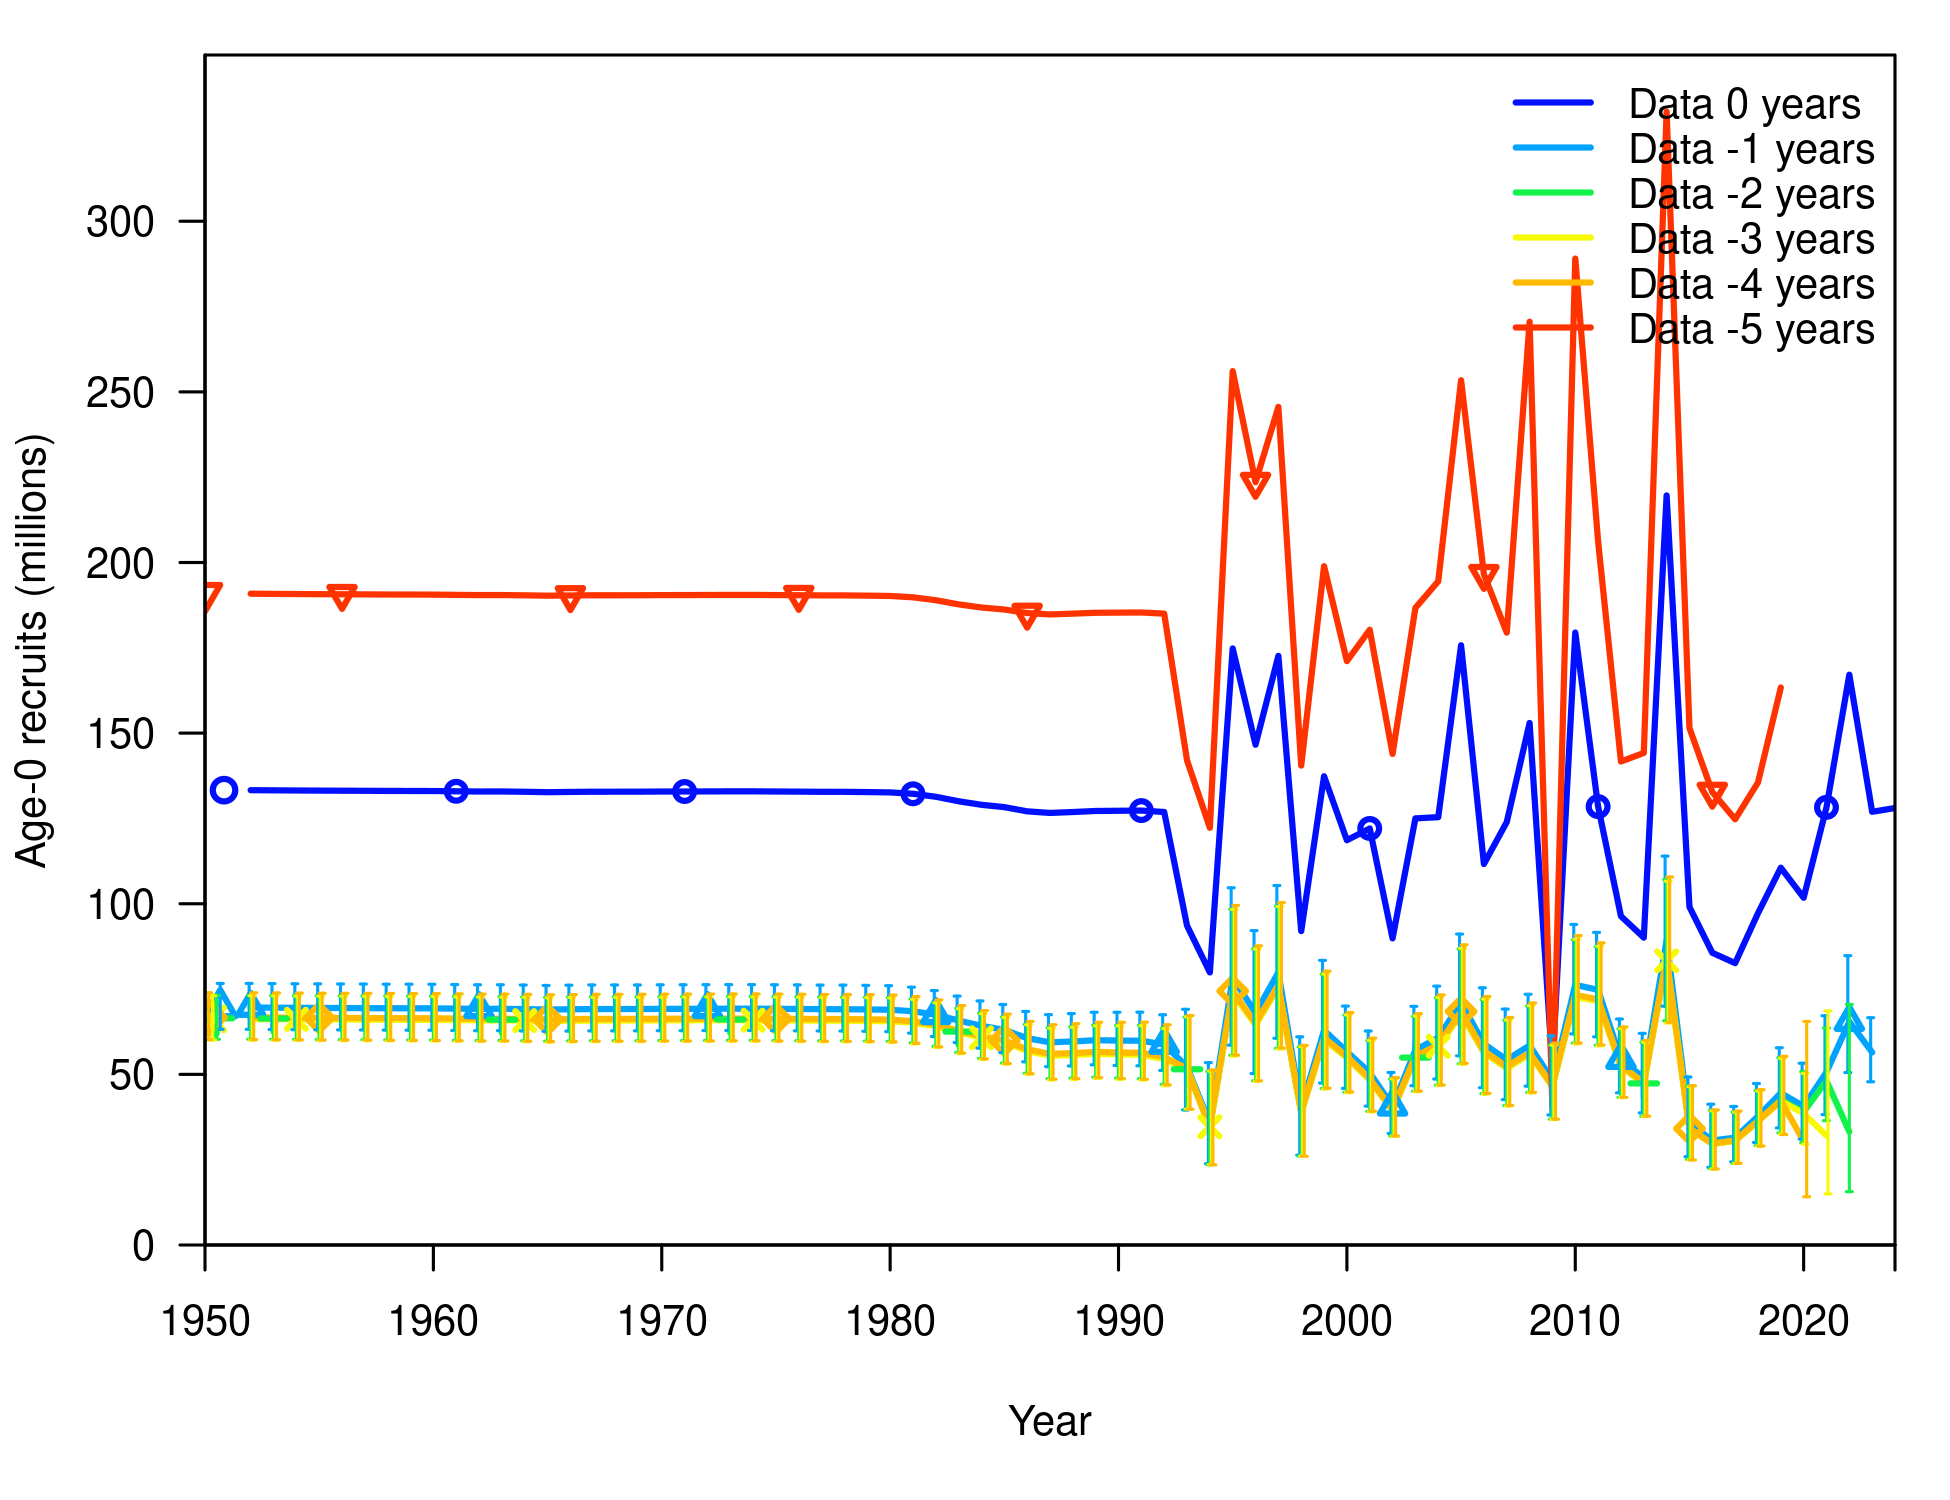 Data 0 years
Data -1 years
Data -2 years
Data -3 years
Data -4 years
Data -5 years
Age-0 recruits (millions)
300
250
200
150
100
50
0
1950 1960 1970 1980 1990 2000 2010 2020
Year